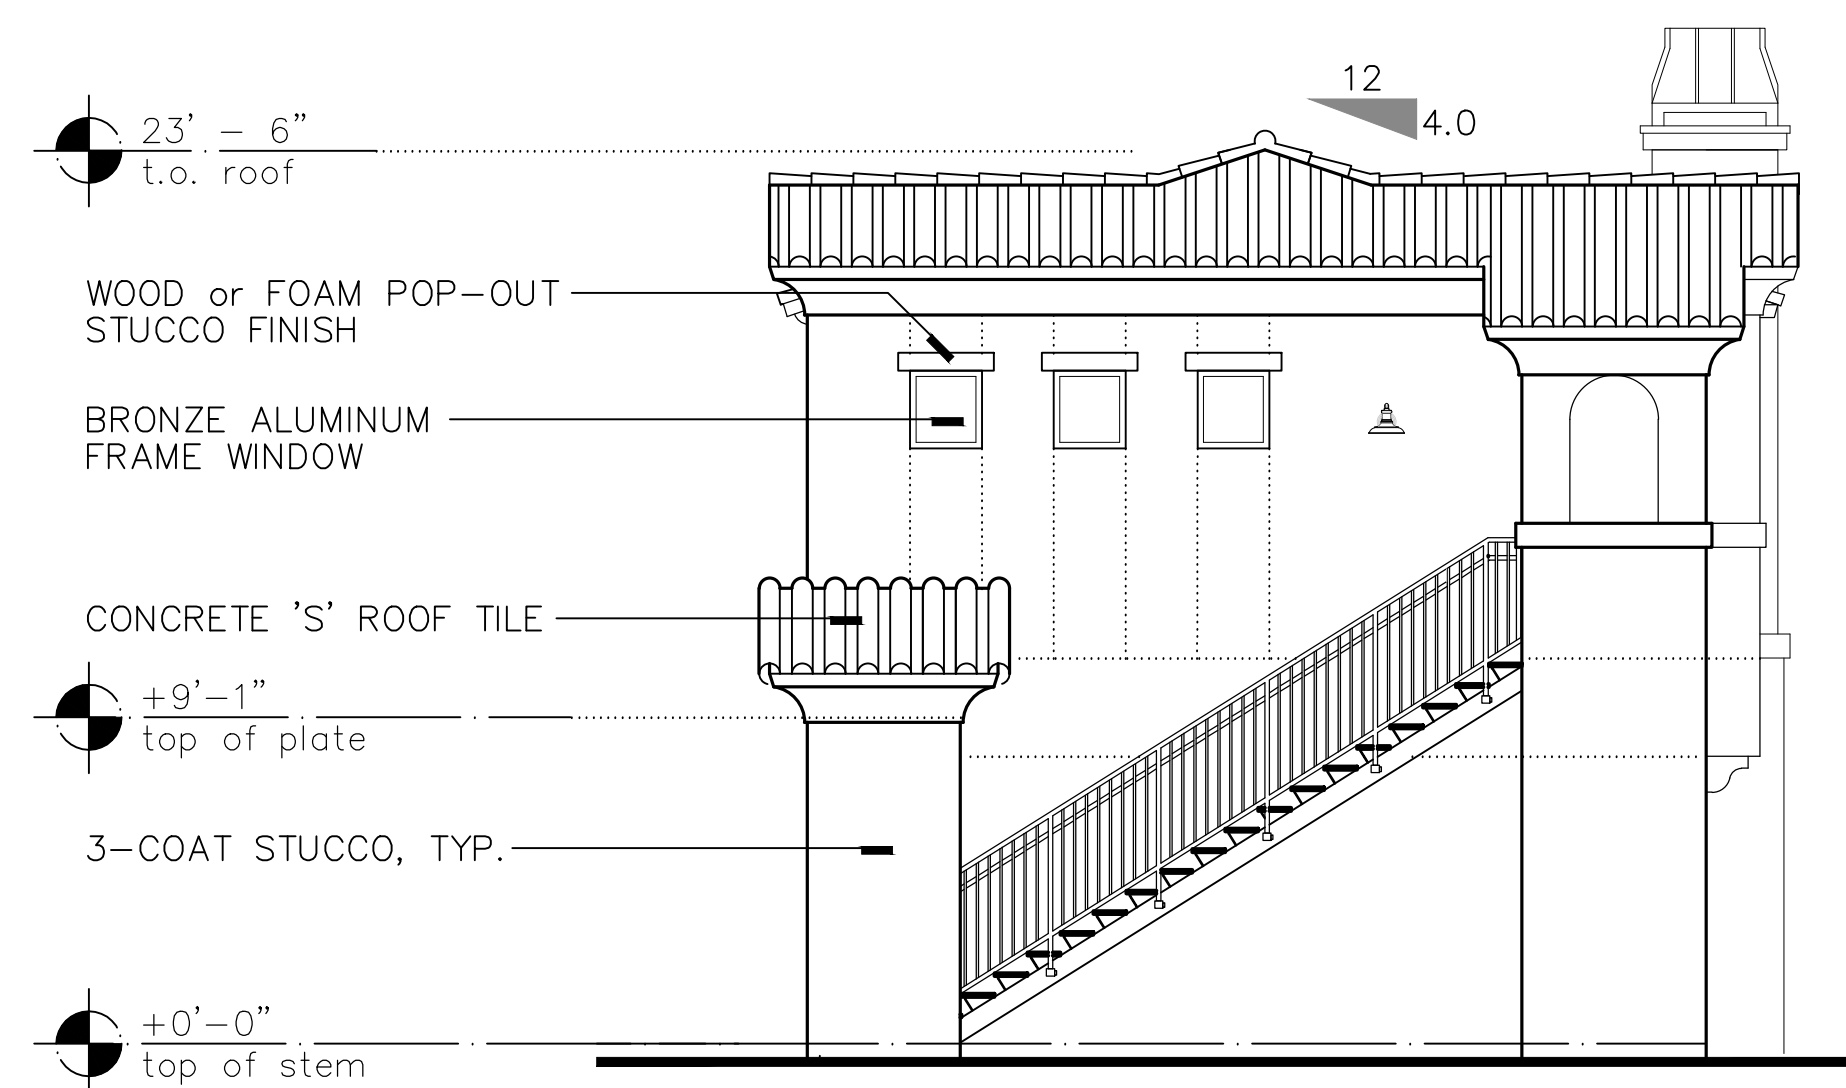 12
4.0
23' - 6"
t.o. roof
WOOD or FOAM POP-OUT
STUCCO FINISH
BRONZE ALUMINUM
FRAME WINDOW
CONCRETE 'S' ROOF TILE
+9'-1"
top of plate
3-COAT STUCCO, TYP.
+0'-0"
top of stem